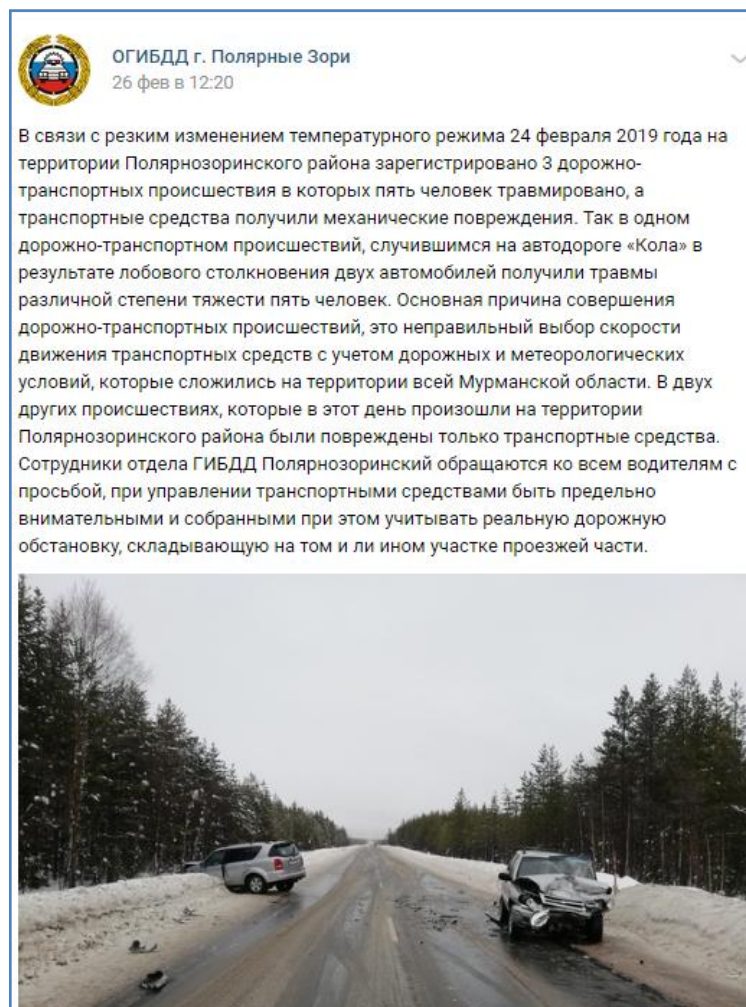 ОГИБДД г. Полярные Зори
26 фев в 12:20
В связи с резким изменением температурного режима 24 февраля 2019 года на
территории Полярнозоринского района зарегистрировано 3 дорожно-
транспортных происшествия в которых пять человек травмировано, а
транспортные средства получили механические повреждения. Так в одном
дорожно-транспортном происшествий, случившимся на автодороге «Кола» в
результате лобового столкновения двух автомобилей получили травмы
различной степени тяжести пять человек. Основная причина совершения
дорожно-транспортных происшествий, это неправильный выбор скорости
движения транспортных средств с учетом дорожных и метеорологических
условий, которые сложились на территории всей Мурманской области. В двух
других происшествиях, которые в этот день произошли на территории
Полярнозоринского района были повреждены только транспортные средства.
Сотрудники отдела ГИБДД Полярнозоринский обращаются ко всем водителям с
просьбой, при управлении транспортными средствами быть предельно
внимательными и собранными при этом учитывать реальную дорожную
обстановку, складывающую на том и ли ином участке проезжей части.